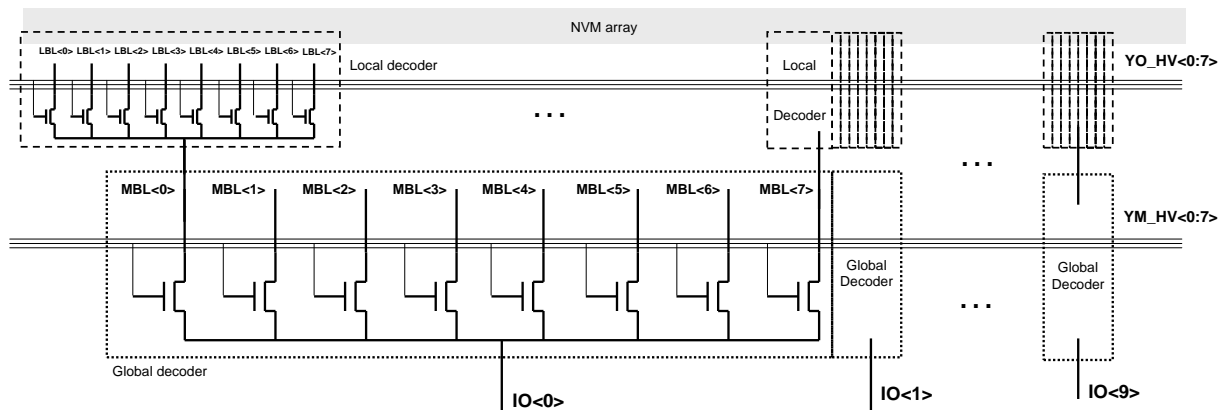 NVM array
LBL<0> LBL<1> LBL<2> LBL<3> LBL<4> LBL<5> LBL<6> LBL<7>
Local decoder
Local
Decoder
YO_HV<0:7>
. . .
. . .
MBL<0> MBL<1> MBL<2> MBL<3> MBL<4> MBL<5> MBL<6> MBL<7>
YM_HV<0:7>
Global
Decoder
. . .
Global
Decoder
Global decoder
IO<0>
IO<1>
IO<9>